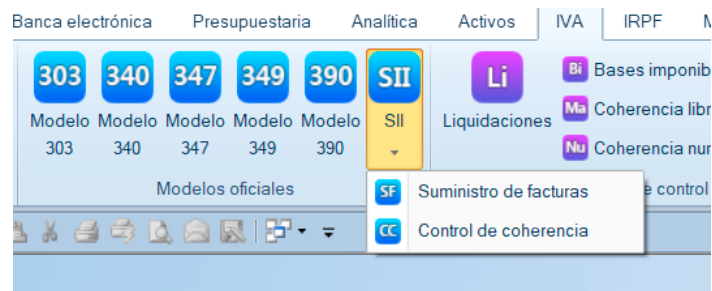 Banca electrónica Presupuestaria Analítica Activos IVA IRPF
303 340 347 349 390 SII Li Bi Bases imponib
Modelo Modelo Modelo Modelo Modelo SII Liquidaciones Ma Coherencia libr
303 340 347 349 390 Nu Coherencia nur
Modelos oficiales e control
SF Suministro de facturas
CC Control de coherencia